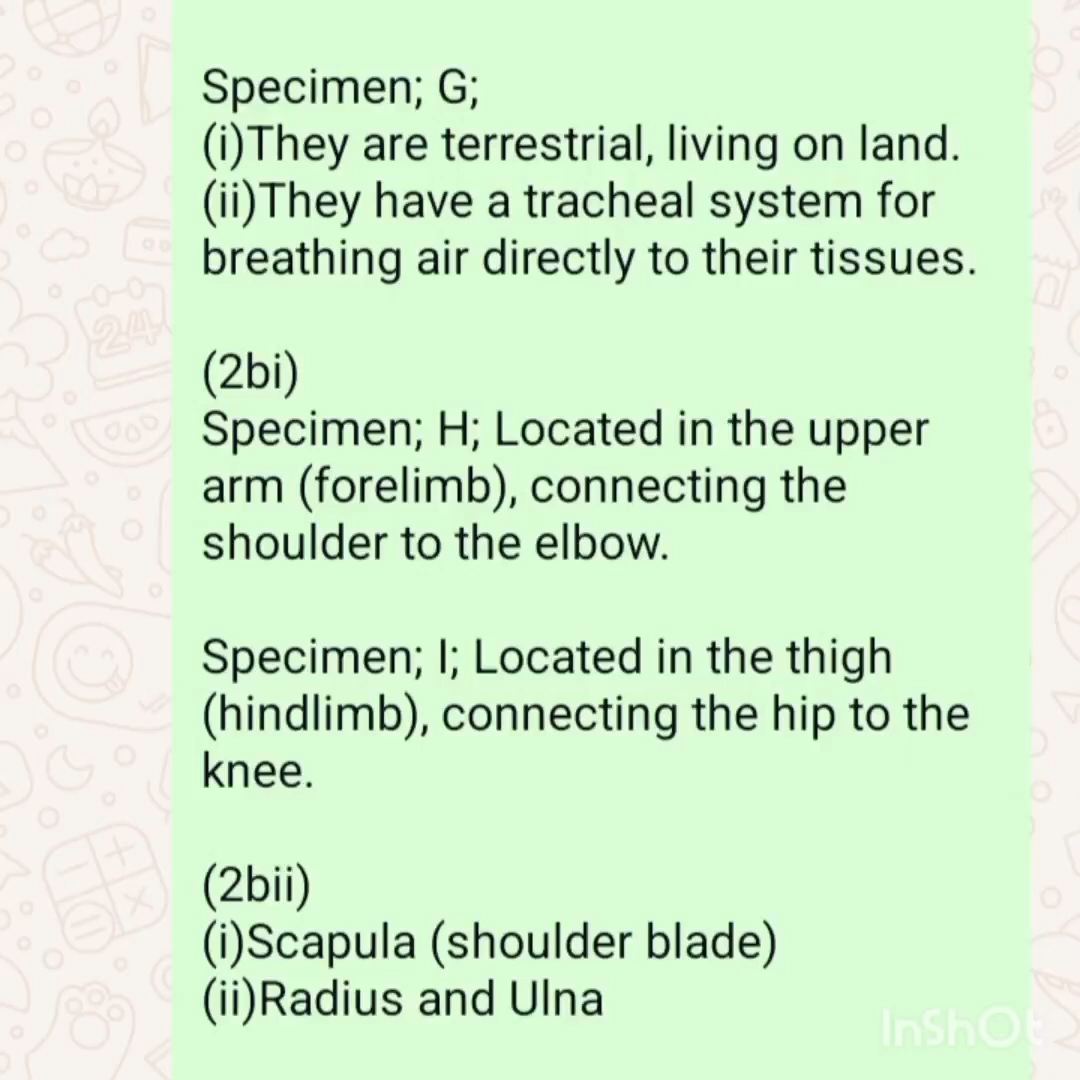 Specimen; G;
(i)They are terrestrial, living on land.
(ii)They have a tracheal system for
breathing air directly to their tissues.
(2bi)
Specimen; H; Located in the upper
arm (forelimb), connecting the
shoulder to the elbow.
Specimen; I; Located in the thigh
(hindlimb), connecting the hip to the
knee.
(2bii)
(i)Scapula (shoulder blade)
(ii)Radius and Ulna
InShOt
24